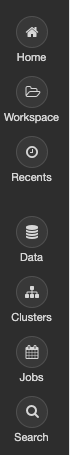 Home
Workspace
Recents
Data
Clusters
Jobs
Search